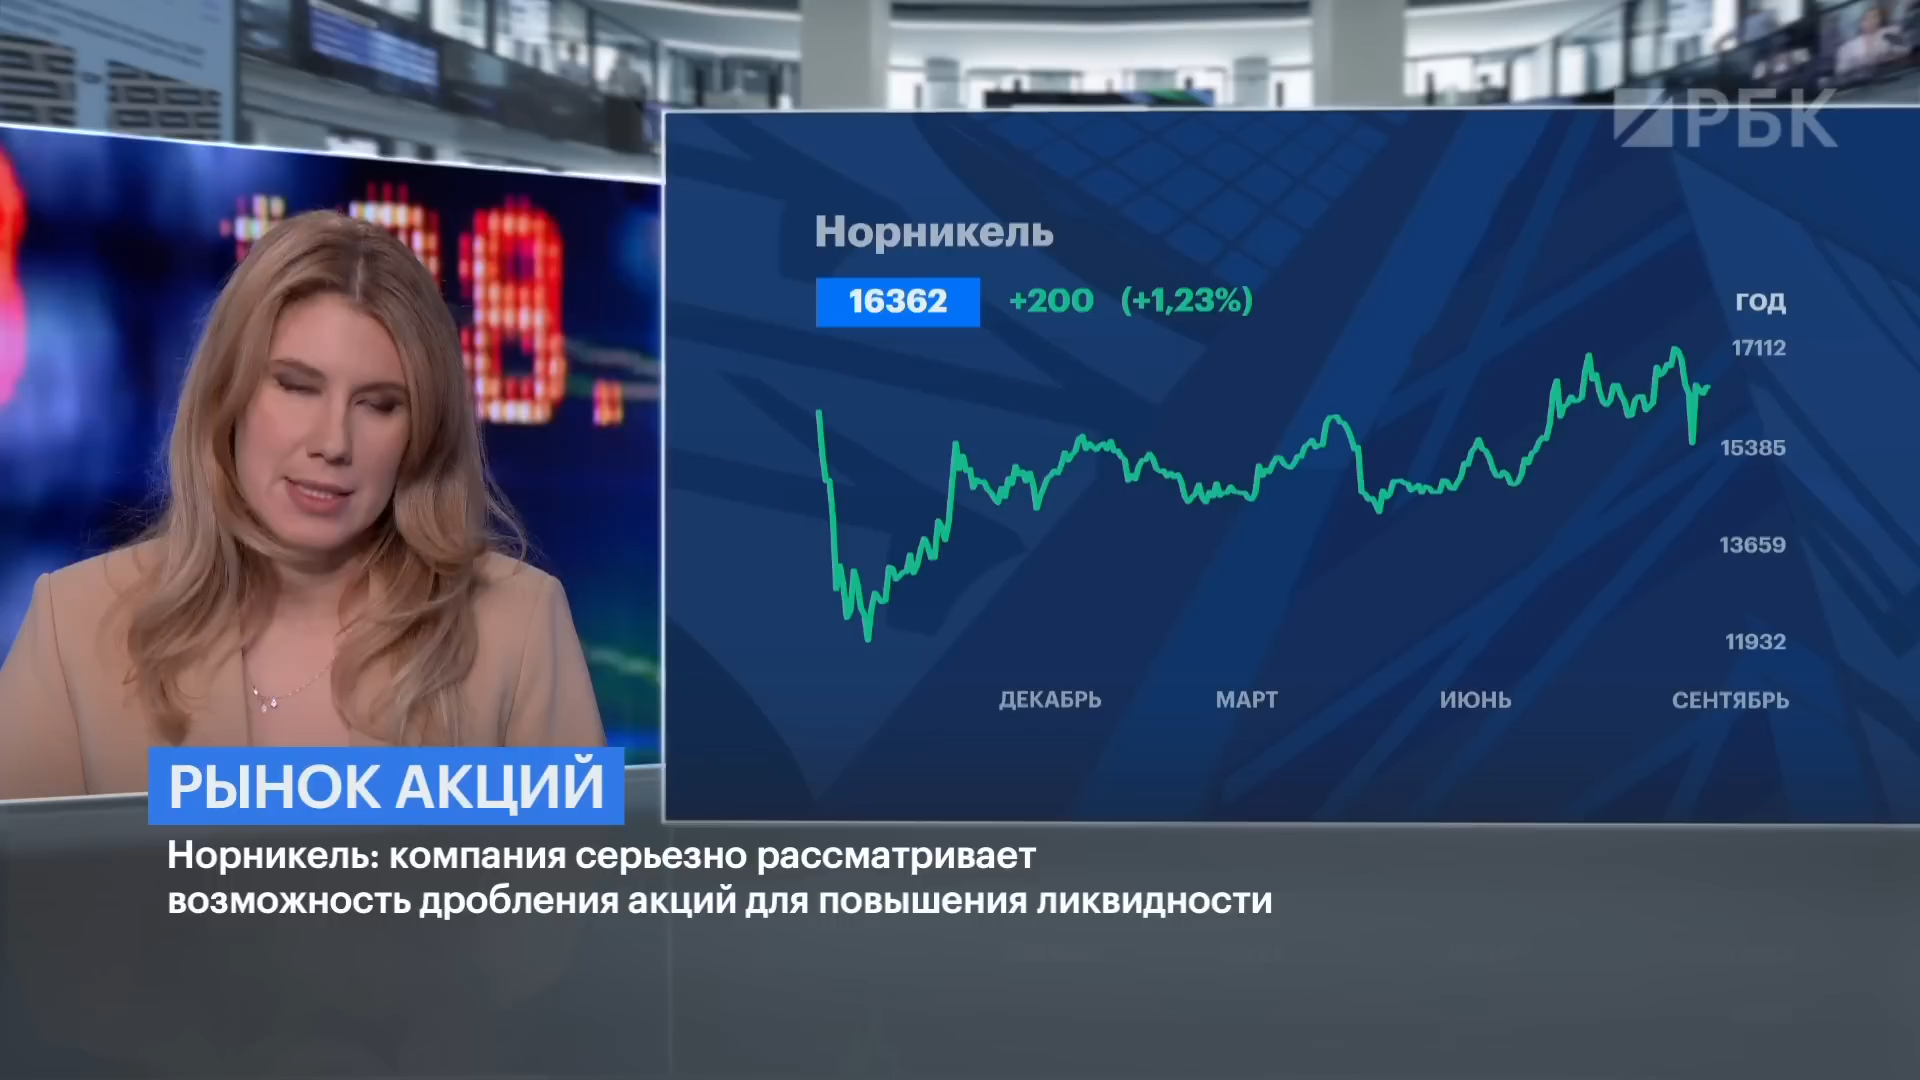 РБК
Норникель
16362 +200 (+1,23%)
ГОД
17112
15385
13659
11932
ДЕКАБРЬ МАРТ ИЮНЬ СЕНТЯБРЬ
РЫНОК АКЦИЙ
Норникель: компания серьезно рассматривает
возможность дробления акций для повышения ликвидности